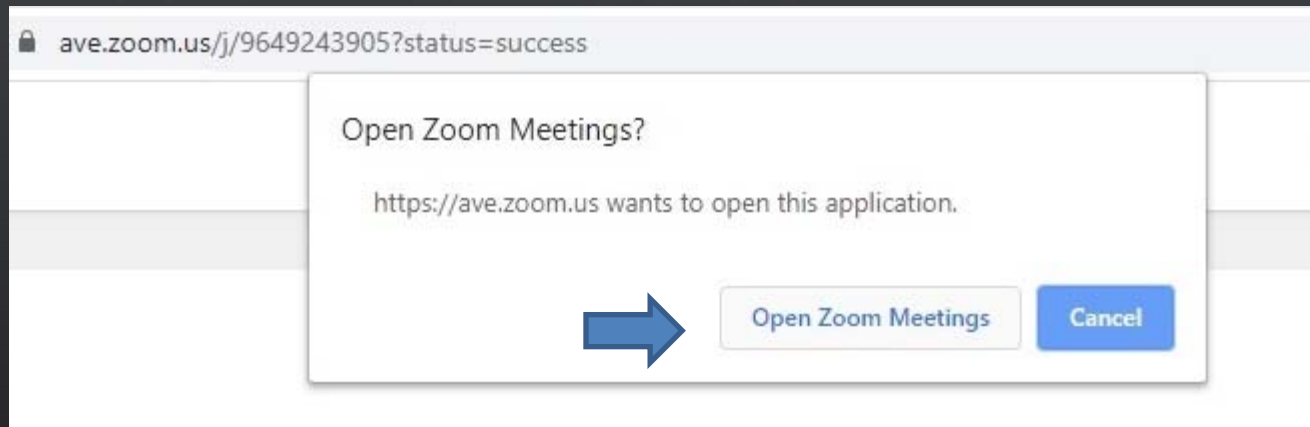 ave.zoom.us/j/9649243905?status=success
Open Zoom Meetings?
https://ave.zoom.us wants to open this application.
Open Zoom Meetings
Cancel